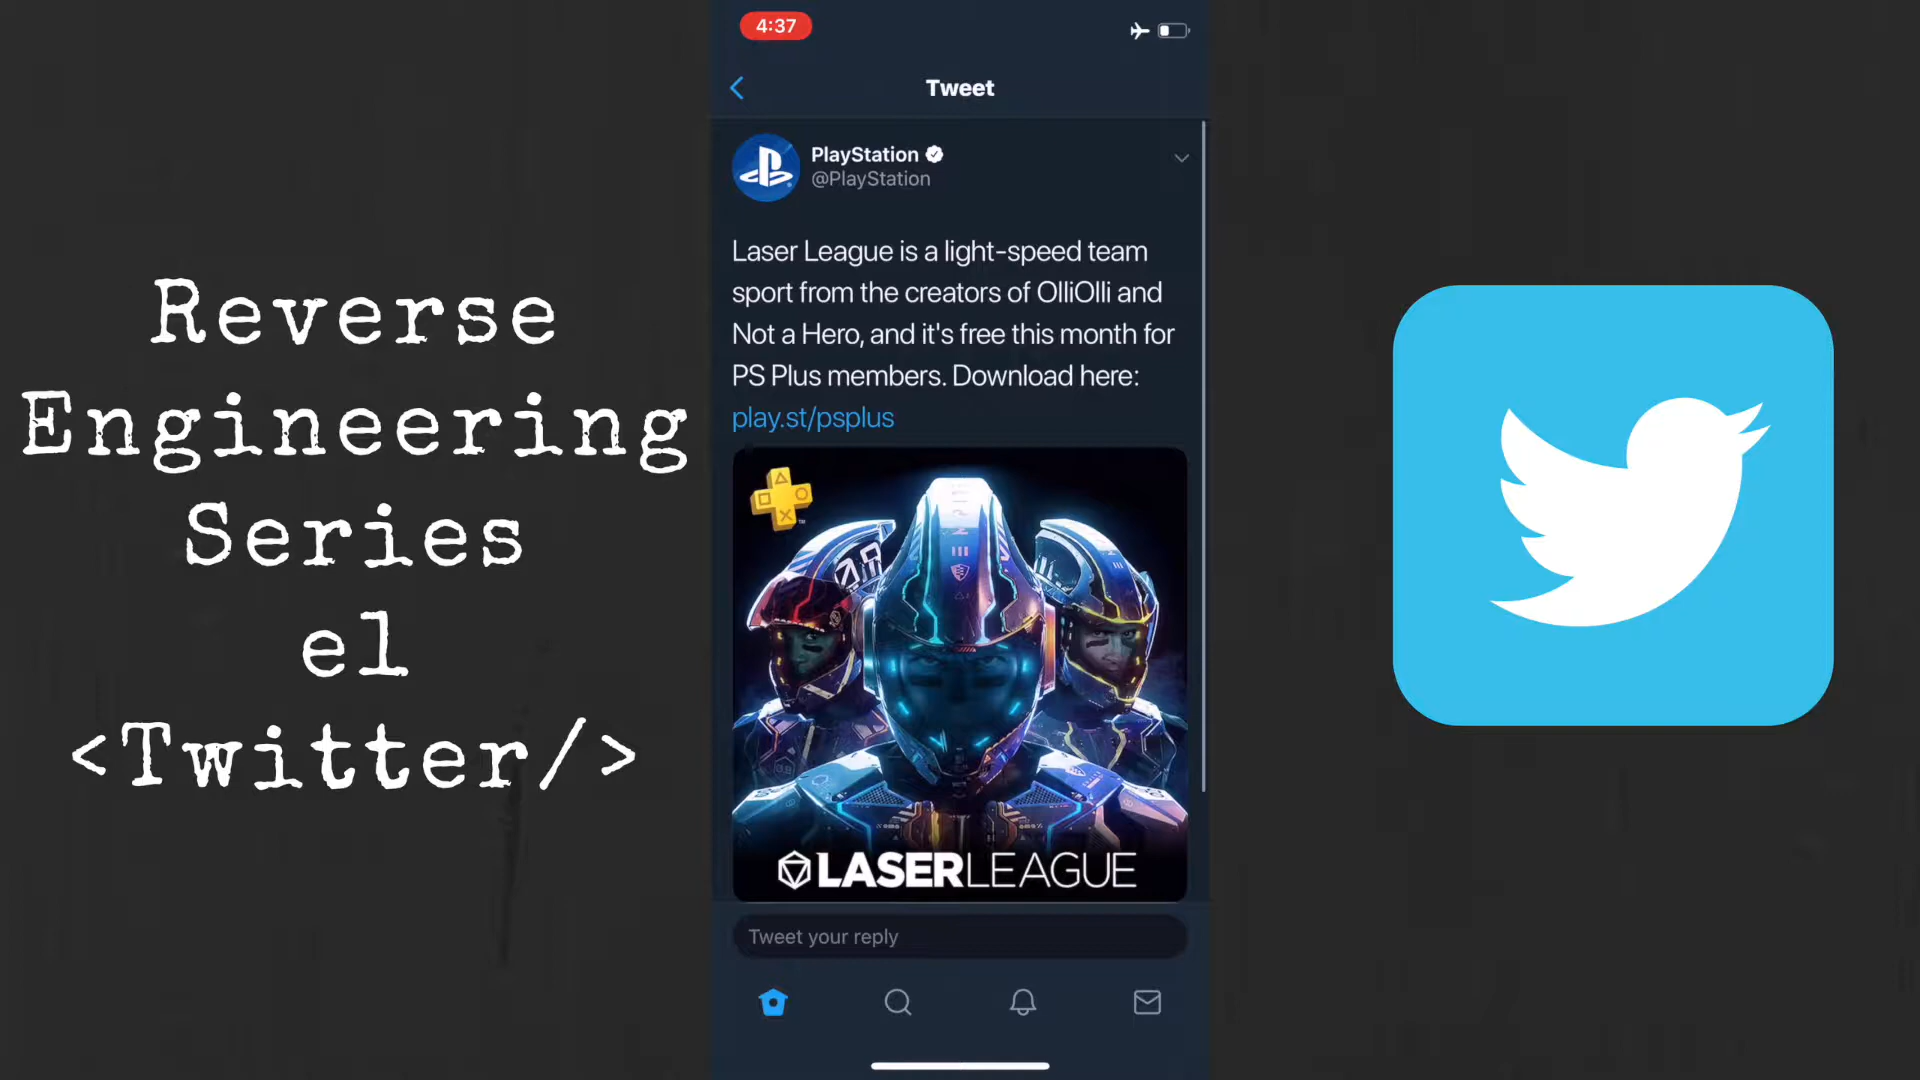 Reverse
Engineering
Series
el
<Twitter/>
4:37
Tweet
PlayStation
@PlayStation
Laser League is a light-speed team
sport from the creators of OlliOlli and
Not a Hero, and it's free this month for
PS Plus members. Download here:
play.st/psplus
LASERLEAGUE
Tweet your reply